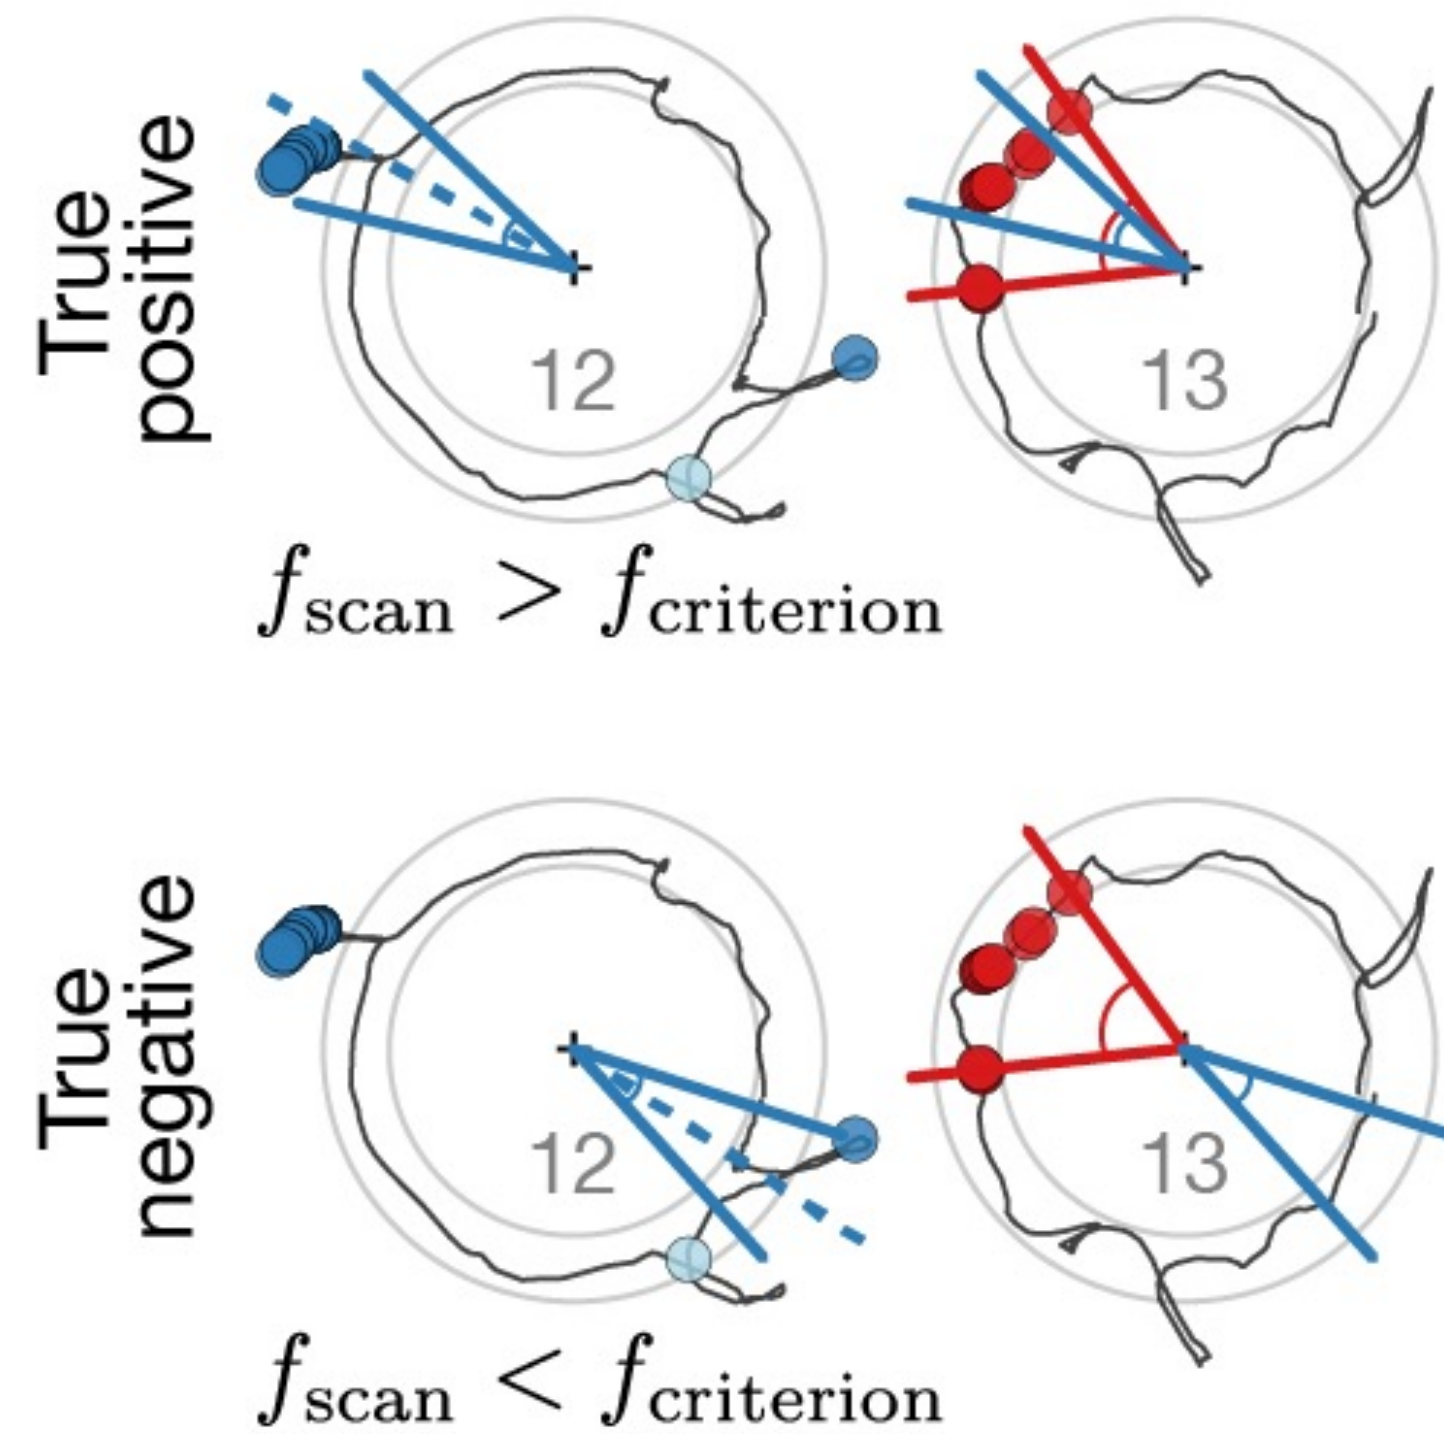 True
positive
12
13
f_scan > f_criterion
True
negative
12
13
f_scan < f_criterion